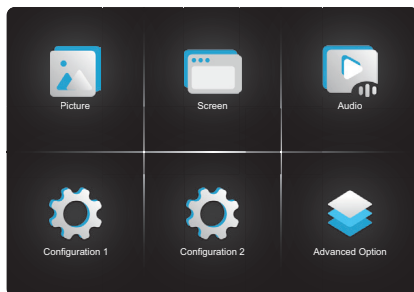 Picture
Screen
Audio
Configuration 1
Configuration 2
Advanced Option